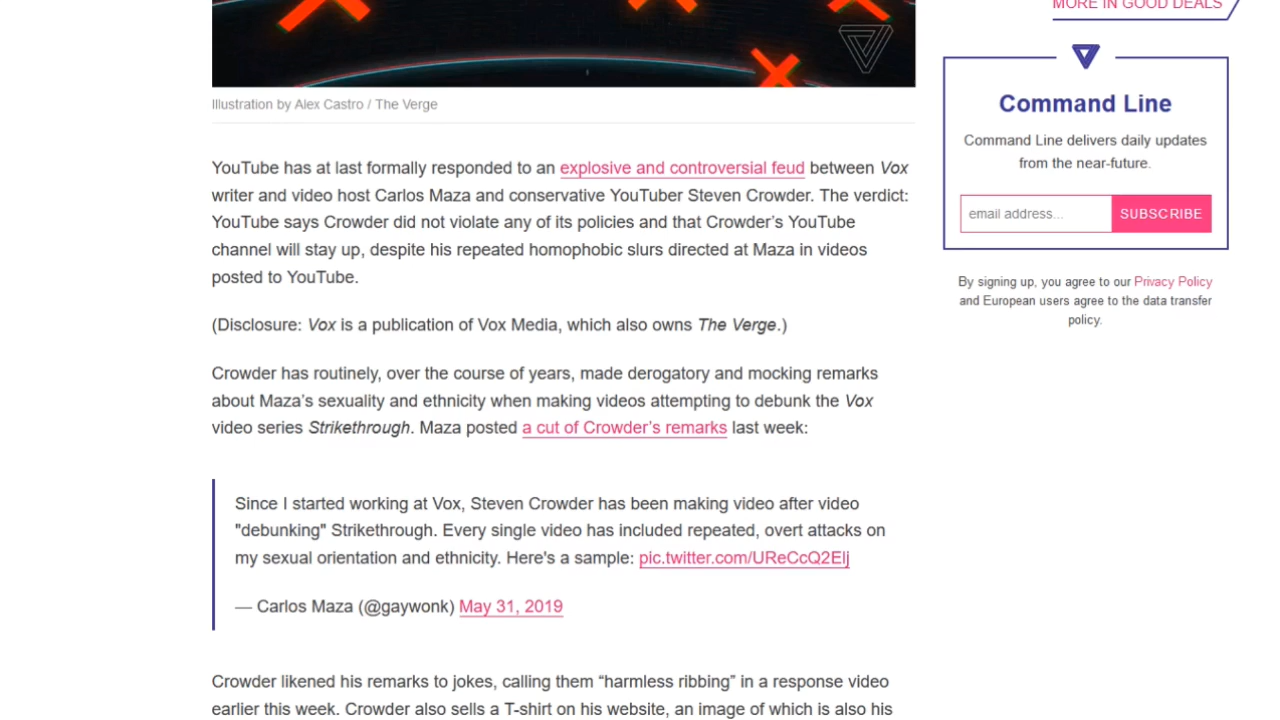 MORE IN GOOD DEALS
Illustration by Alex Castro / The Verge
YouTube has at last formally responded to an explosive and controversial feud between Vox
writer and video host Carlos Maza and conservative YouTuber Steven Crowder. The verdict:
YouTube says Crowder did not violate any of its policies and that Crowder’s YouTube
channel will stay up, despite his repeated homophobic slurs directed at Maza in videos
posted to YouTube.
(Disclosure: Vox is a publication of Vox Media, which also owns The Verge.)
Crowder has routinely, over the course of years, made derogatory and mocking remarks
about Maza’s sexuality and ethnicity when making videos attempting to debunk the Vox
video series Strikethrough. Maza posted a cut of Crowder’s remarks last week:
Since I started working at Vox, Steven Crowder has been making video after video
"debunking" Strikethrough. Every single video has included repeated, overt attacks on
my sexual orientation and ethnicity. Here's a sample: pic.twitter.com/UReCcQ2Elj
— Carlos Maza (@gaywonk) May 31, 2019
Crowder likened his remarks to jokes, calling them “harmless ribbing” in a response video
earlier this week. Crowder also sells a T-shirt on his website, an image of which is also his
Command Line
Command Line delivers daily updates
from the near-future.
email address... SUBSCRIBE
By signing up, you agree to our Privacy Policy
and European users agree to the data transfer
policy.